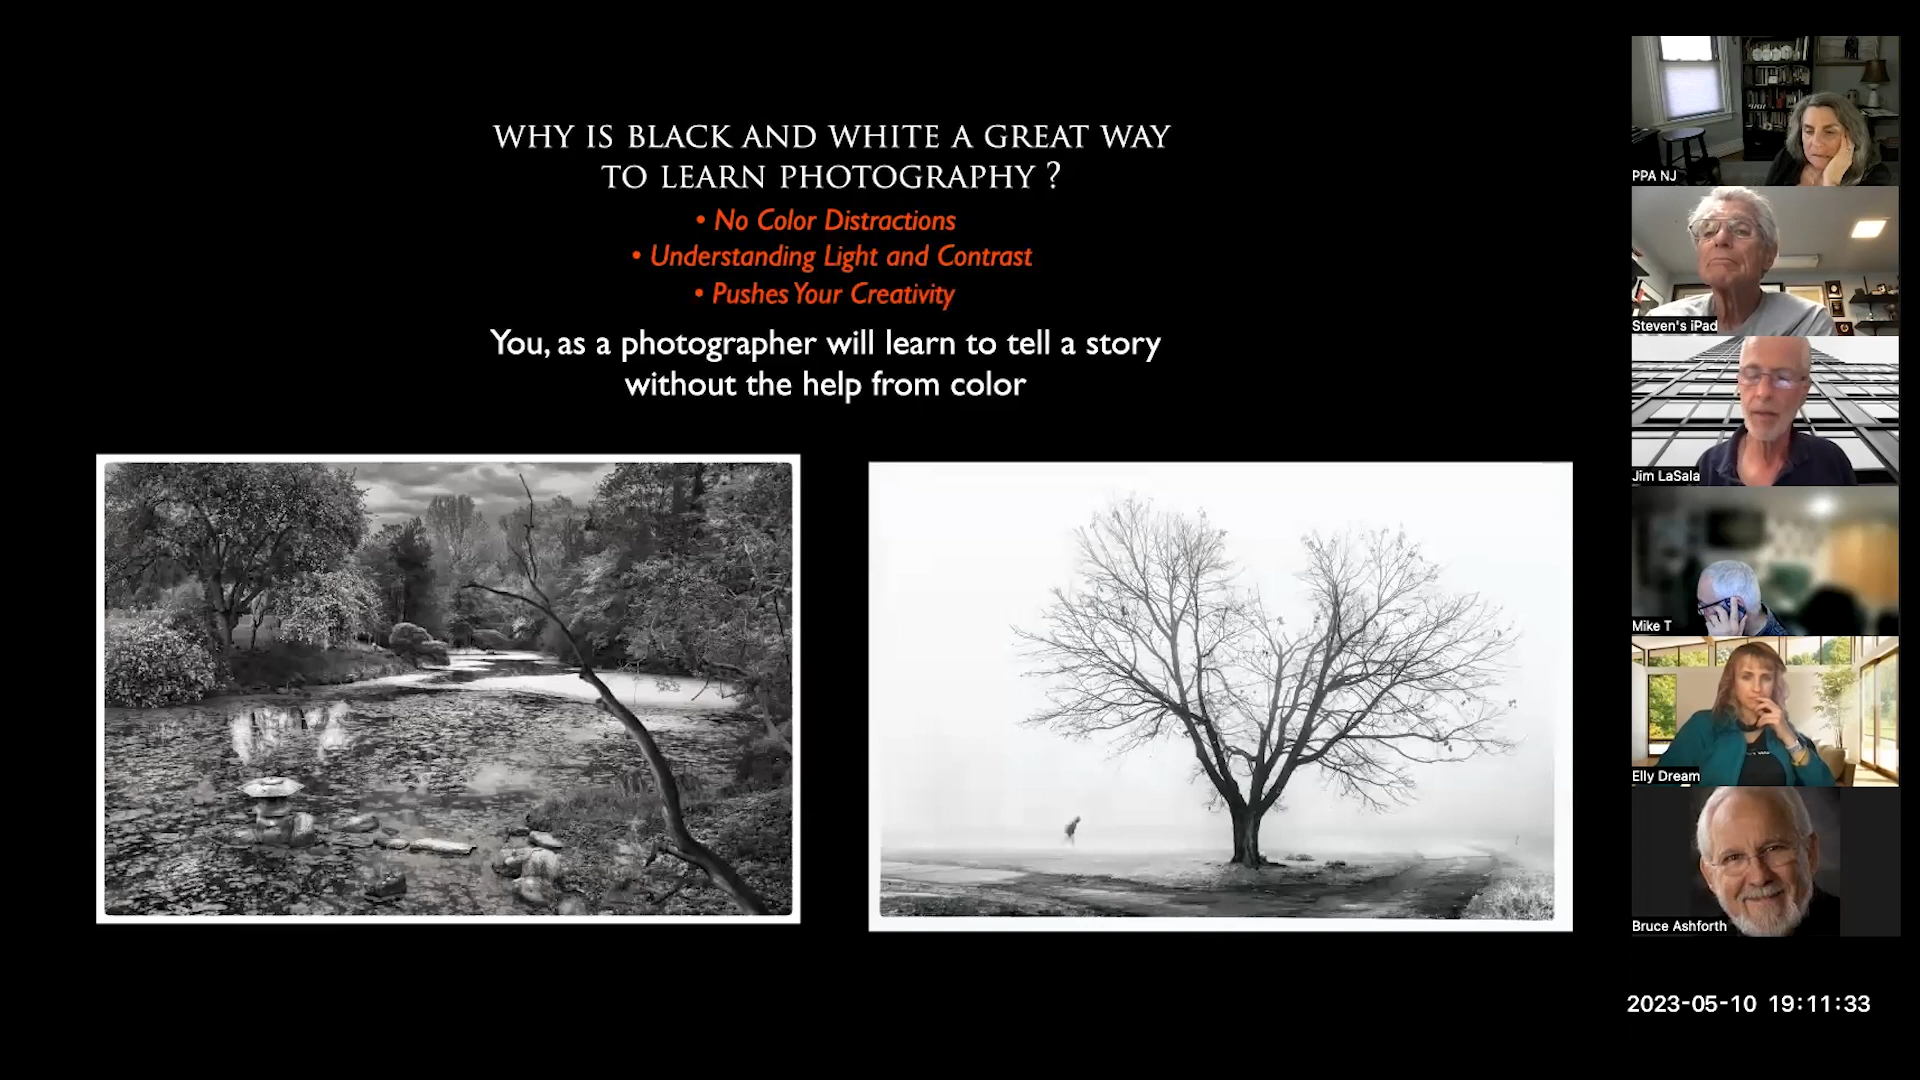 WHY IS BLACK AND WHITE A GREAT WAY
TO LEARN PHOTOGRAPHY ?
• No Color Distractions
• Understanding Light and Contrast
• Pushes Your Creativity
You, as a photographer will learn to tell a story
without the help from color
PPA NJ
Steven's iPad
Jim LaSala
Mike T
Elly Dream
Bruce Ashforth
2023-05-10 19:11:33